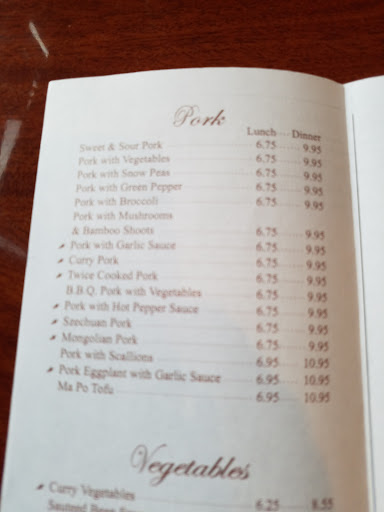 Pork
Lunch Dinner
Sweet & Sour Pork 6.75 9.95
Pork with Vegetables 6.75 9.95
Pork with Snow Peas 6.75 9.95
Pork with Green Pepper 6.75 9.95
Pork with Broccoli 6.75 9.95
Pork with Mushrooms
& Bamboo Shoots 6.75 9.95
Pork with Garlic Sauce 6.75 9.95
Curry Pork 6.75 9.95
Twice Cooked Pork 6.75 9.95
B.B.Q. Pork with Vegetables 6.75 9.95
Pork with Hot Pepper Sauce 6.75 9.95
Szechuan Pork 6.75 9.95
Mongolian Pork 6.75 9.95
Pork with Scallions 6.95 10.95
Pork Eggplant with Garlic Sauce 6.95 10.95
Ma Po Tofu 6.95 10.95
Vegetables
Curry Vegetables 6.25 8.55